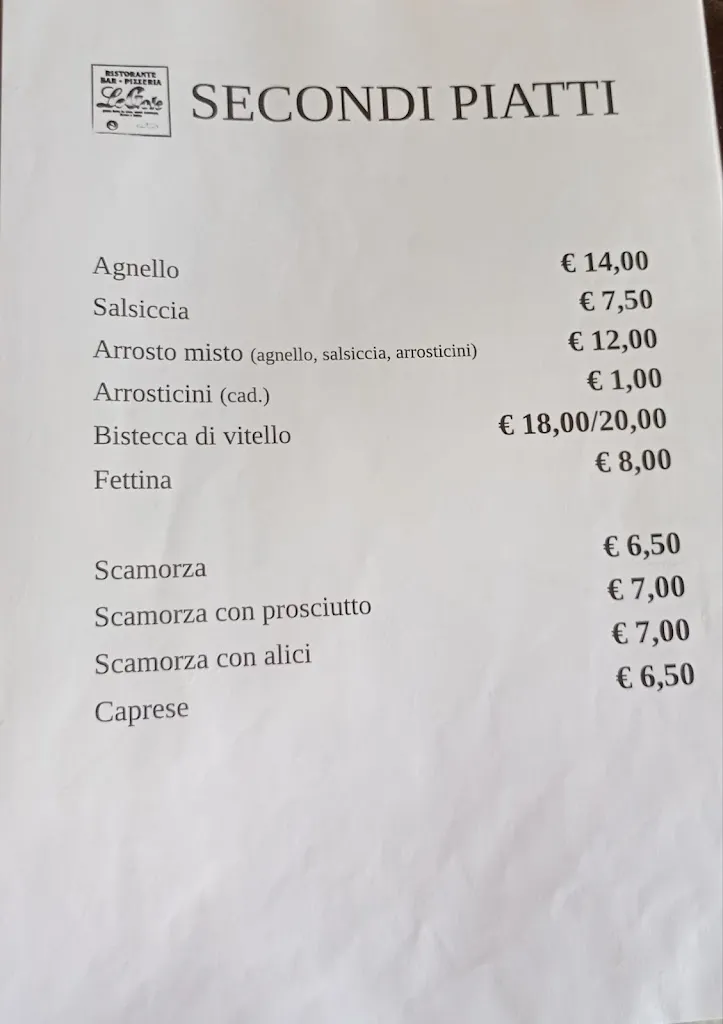 RISTORANTE
BAR - PIZZERIA
SECONDI PIATTI
Agnello € 14,00
Salsiccia € 7,50
Arrosto misto (agnello, salsiccia, arrosticini) € 12,00
Arrosticini (cad.) € 1,00
Bistecca di vitello € 18,00/20,00
Fettina € 8,00
Scamorza € 6,50
Scamorza con prosciutto € 7,00
Scamorza con alici € 7,00
Caprese € 6,50